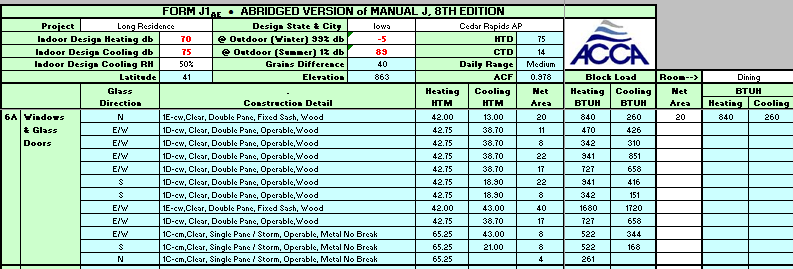 FORM J1AE • ABRIDGED VERSION of MANUAL J, 8TH EDITION
Project Long Residence Design State & City Iowa Cedar Rapids AP
Indoor Design Heating db 70 @ Outdoor (Winter) 99% db -5 HTD 75
Indoor Design Cooling db 75 @ Outdoor (Summer) 1% db 89 CTD 14
Indoor Design Cooling RH 50% Grains Difference 40 Daily Range Medium
ACCA
Latitude 41 Elevation 863 ACF 0.978 Block Load Room--> Dining
Glass . Heating Cooling Net Heating Cooling Net BTUH
Direction Construction Detail HTM HTM Area BTUH BTUH Area Heating Cooling
6A Windows N 1E-cw,Clear, Double Pane, Fixed Sash, Wood 42.00 13.00 20 840 260 20 840 260
& Glass E/W 1D-cw, Clear, Double Pane, Operable,Wood 42.75 38.70 11 470 426
Doors E/W 1D-cw, Clear, Double Pane, Operable,Wood 42.75 38.70 8 342 310
E/W 1D-cw, Clear, Double Pane, Operable,Wood 42.75 38.70 22 941 851
E/W 1D-cw, Clear, Double Pane, Operable,Wood 42.75 38.70 17 727 658
S 1D-cw, Clear, Double Pane, Operable,Wood 42.75 18.90 22 941 416
S 1D-cw, Clear, Double Pane, Operable,Wood 42.75 18.90 8 342 151
E/W 1E-cw,Clear, Double Pane, Fixed Sash, Wood 42.00 43.00 40 1680 1720
E/W 1D-cw, Clear, Double Pane, Operable,Wood 42.75 38.70 17 727 658
E/W 1C-cm,Clear, Single Pane / Storm, Operable, Metal No Break 65.25 43.00 8 522 344
S 1C-cm,Clear, Single Pane / Storm, Operable, Metal No Break 65.25 21.00 8 522 168
N 1C-cm,Clear, Single Pane / Storm, Operable, Metal No Break 65.25 4 261